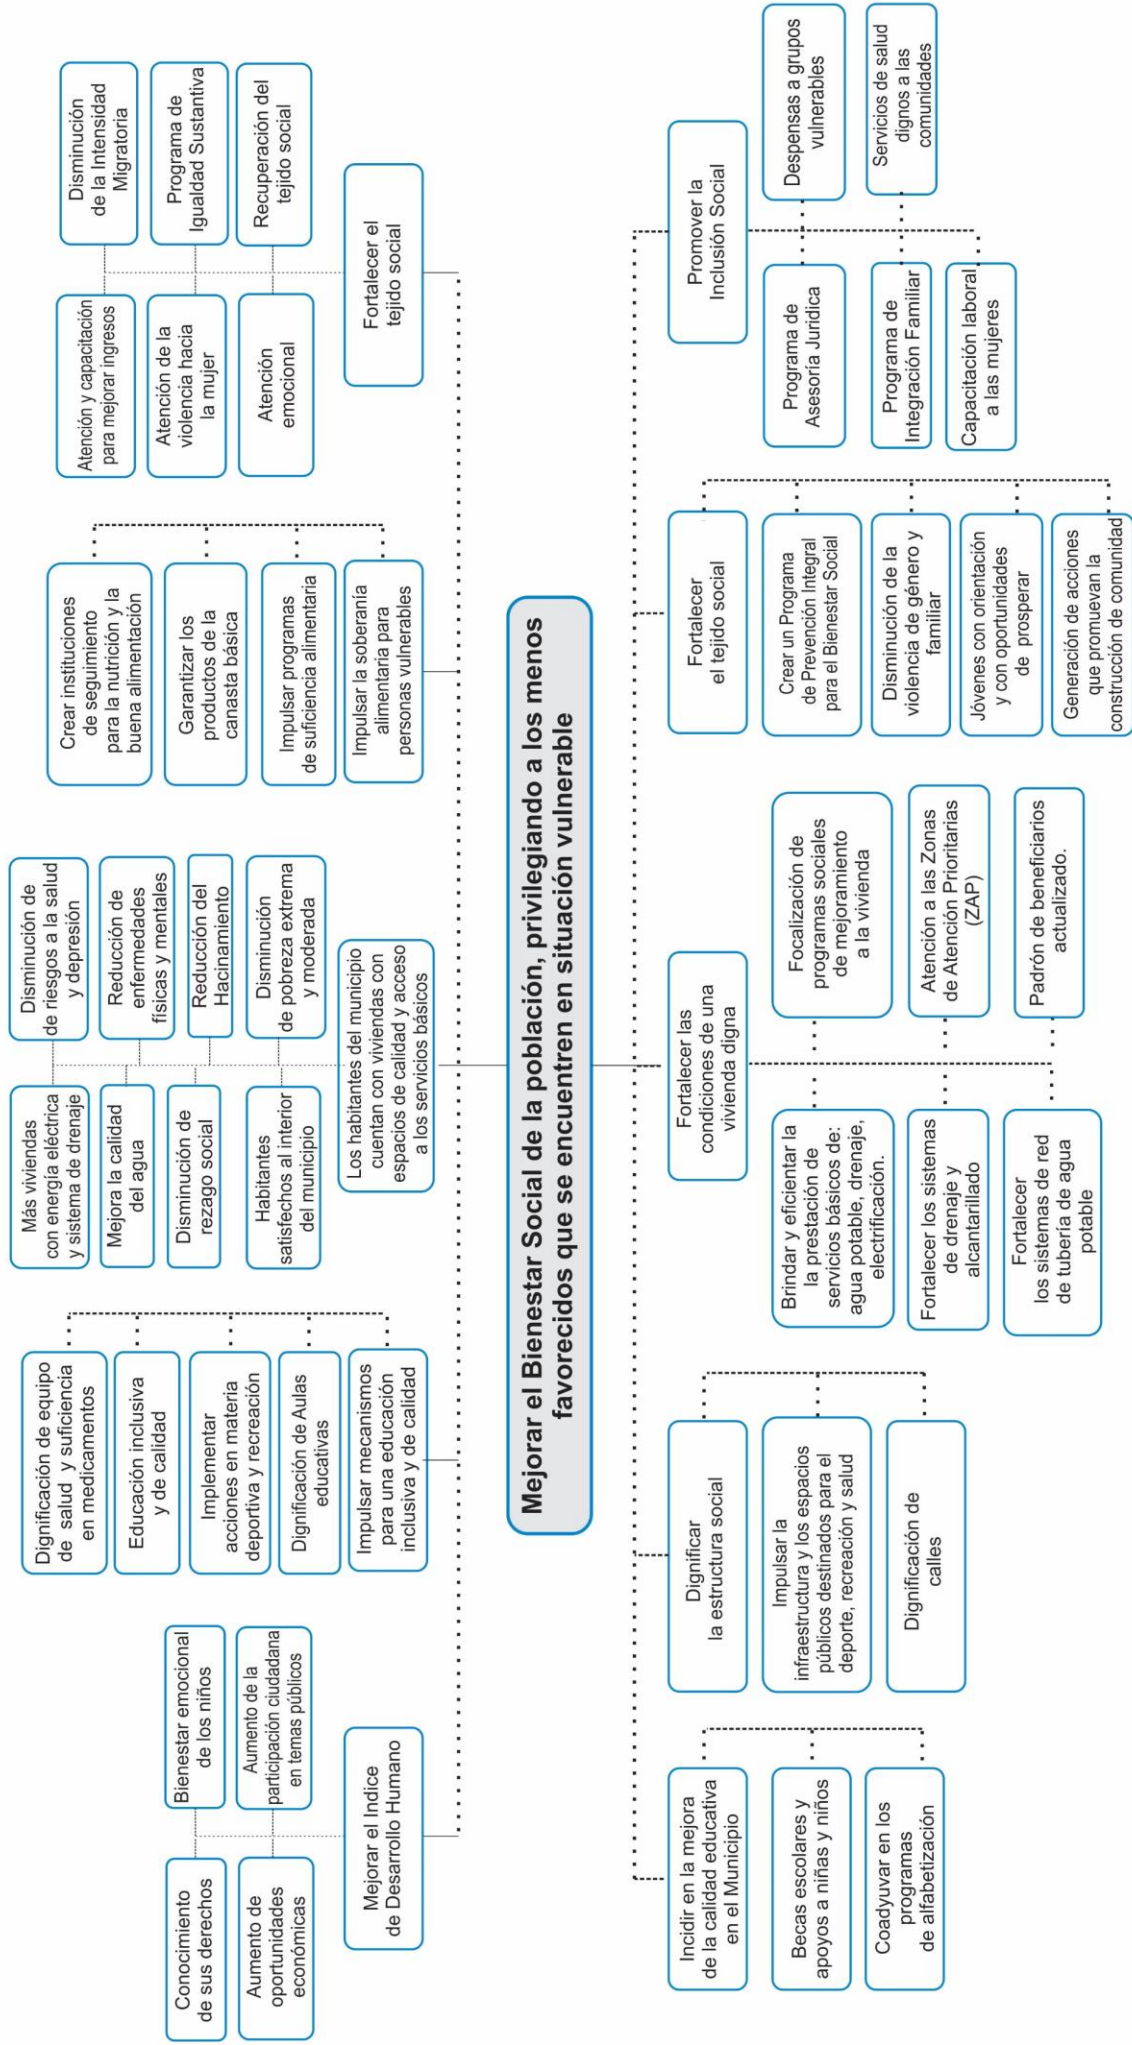 Conocimiento
de sus derechos
Bienestar emocional
de los niños
Aumento de
oportunidades
económicas
Aumento de la
participación ciudadana
en temas públicos
Mejorar el Indice
de Desarrollo Humano
Dignificación de equipo
de salud y suficiencia
en medicamentos
Educación inclusiva
y de calidad
Implementar
acciones en materia
deportiva y recreación
Dignificación de Aulas
educativas
Impulsar mecanismos
para una educación
inclusiva y de calidad
Más viviendas
con energía eléctrica
y sistema de drenaje
Disminución de
de riesgos a la salud
y depresión
Mejora la calidad
del agua
Reducción de
enfermedades
físicas y mentales
Disminución de
rezago social
Reducción del
Hacinamiento
Habitantes
satisfechos al interior
del municipio
Disminución
de pobreza extrema
y moderada
Los habitantes del municipio
cuentan con viviendas con
espacios de calidad y acceso
a los servicio básicos
Crear instituciones
de seguimiento
para la nutrición y la
buena alimentación
Garantizar los
productos de la
canasta básica
Impulsar programas
de suficiencia alimentaria
Impulsar la soberanía
alimentaria para
personas vulnerables
Atención y capacitación
para mejorar ingresos
Disminución
de la Intensidad
Migratoria
Atención de la
violencia hacia
la mujer
Programa de
Igualdad Sustantiva
Atención
emocional
Recuperación del
tejido social
Fortalecer el
tejido social
Mejorar el Bienestar Social de la población, privilegiando a los menos
favorecidos que se encuentren en situación vulnerable
Incidir en la mejora
de la calidad educativa
en el Municipio
Becas escolares y
apoyos a niñas y niños
Coadyuvar en los
programas
de alfabetización
Dignificar
la estructura social
Impulsar la
infraestructura y los espacios
públicos destinados para el
deporte, recreación y salud
Dignificación de
calles
Fortalecer las
condiciones de una
vivienda digna
Brindar y eficientar la
la prestación de
servicios básicos de:
agua potable, drenaje,
electrificación.
Focalización de
programas sociales
de mejoramiento
a la vivienda
Fortalecer los sistemas
de drenaje y
alcantarillado
Atención a las Zonas
de Atención Prioritarias
(ZAP)
Fortalecer
los sistemas de red
de tubería de agua
potable
Padrón de beneficiarios
actualizado.
Fortalecer
el tejido social
Crear un Programa
de Prevención Integral
para el Bienestar Social
Disminución de la
violencia de género y
familiar
Jóvenes con orientación
y con oportunidades
de prosperar
Generación de acciones
que promuevan la
construcción de comunidad
Promover la
Inclusión Social
Programa de
Asesoría Juridica
Despensas a grupos
vulnerables
Programa de
Integración Familiar
Servicios de salud
dignos a las
comunidades
Capacitación laboral
a las mujeres